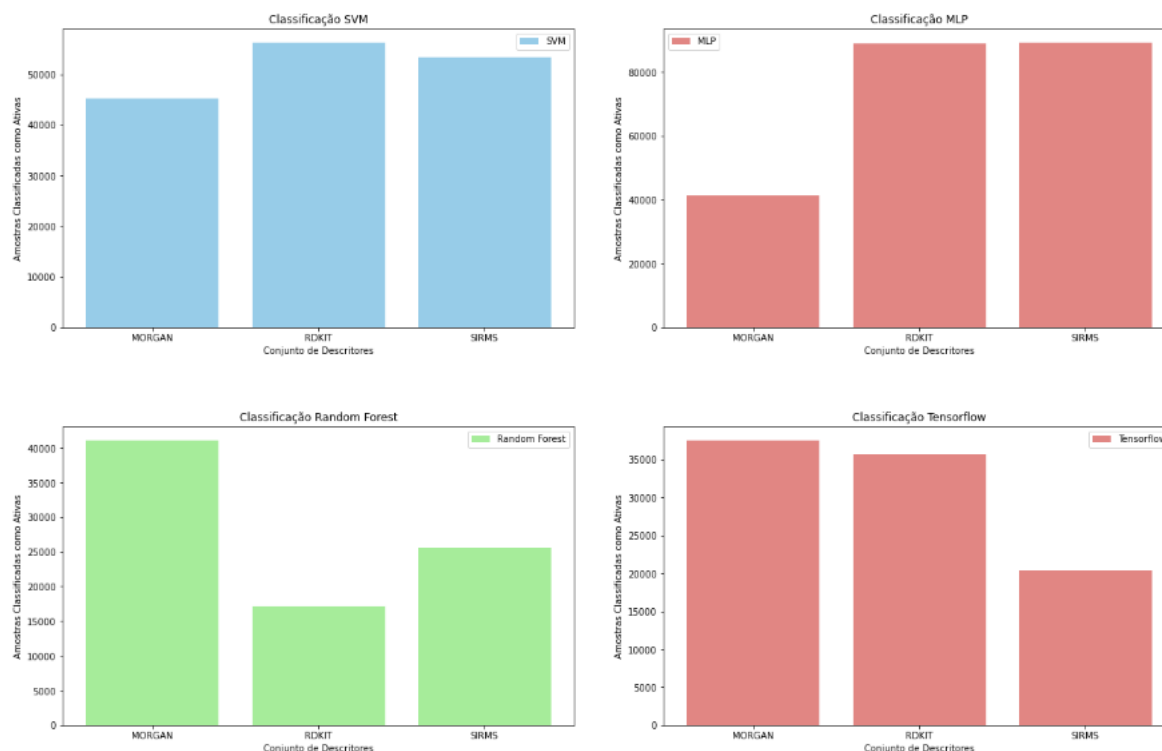 Classificação SVM
SVM
Amostras Classificadas como Ativas
50000
40000
30000
20000
10000
0
MORGAN RDKIT SIRMS
Conjunto de Descritores
Classificação MLP
MLP
Amostras Classificadas como Ativas
80000
60000
40000
20000
0
MORGAN RDKIT SIRMS
Conjunto de Descritores
Classificação Random Forest
Random Forest
Amostras Classificadas como Ativas
40000
35000
30000
25000
20000
15000
10000
5000
0
MORGAN RDKIT SIRMS
Conjunto de Descritores
Classificação Tensorflow
Tensorflow
Amostras Classificadas como Ativas
35000
30000
25000
20000
15000
10000
5000
0
MORGAN RDKIT SIRMS
Conjunto de Descritores